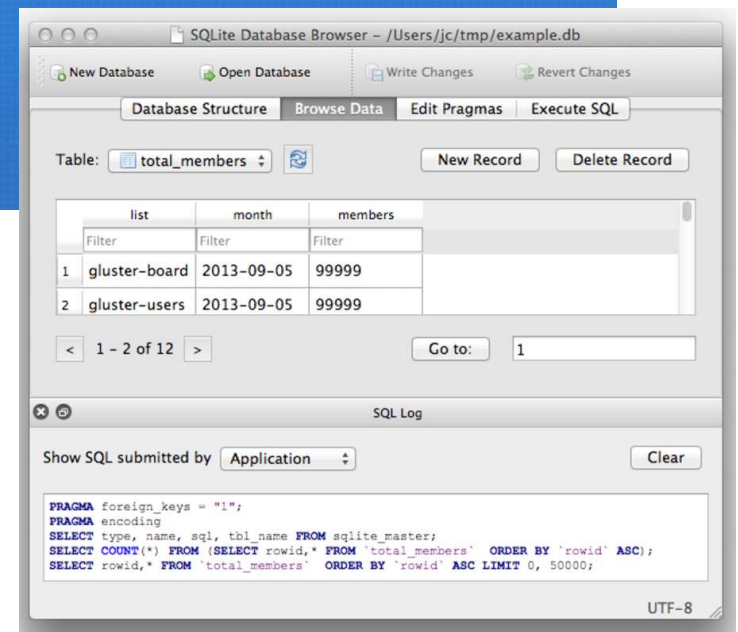 SQLite Database Browser – /Users/jc/tmp/example.db
New Database Open Database Write Changes Revert Changes
Database Structure Browse Data Edit Pragmas Execute SQL
Table: total_members New Record Delete Record
list month members
Filter Filter Filter
1 gluster-board 2013-09-05 99999
2 gluster-users 2013-09-05 99999
< 1 - 2 of 12 > Go to: 1
SQL Log
Show SQL submitted by Application Clear
PRAGMA foreign_keys = "1";
PRAGMA encoding
SELECT type, name, sql, tbl_name FROM sqlite_master;
SELECT COUNT(*) FROM (SELECT rowid,* FROM `total_members` ORDER BY `rowid` ASC);
SELECT rowid,* FROM `total_members` ORDER BY `rowid` ASC LIMIT 0, 50000;
UTF-8